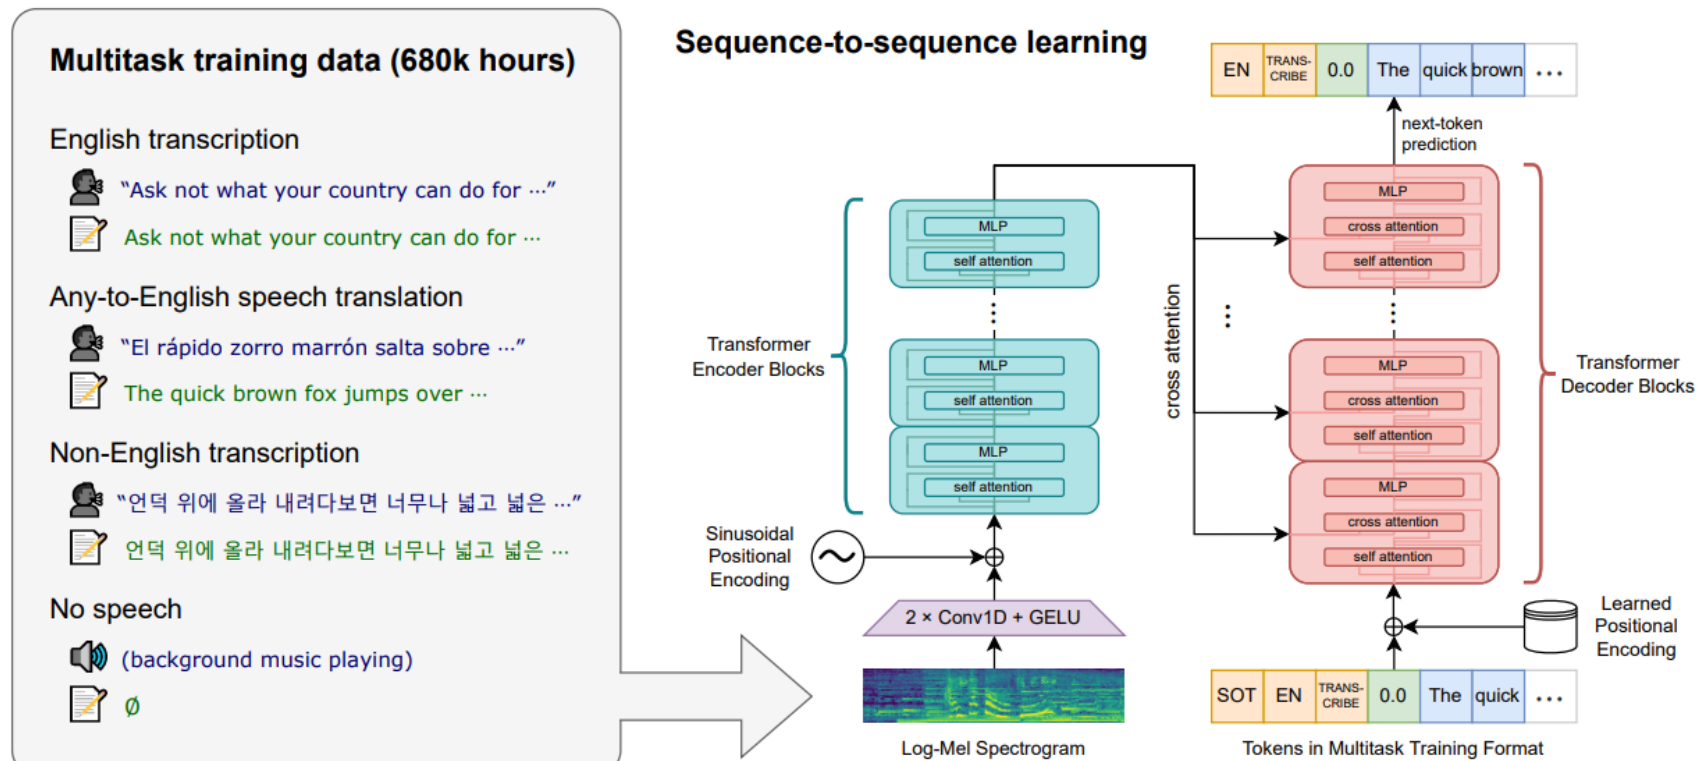 Multitask training data (680k hours)
English transcription
“Ask not what your country can do for ⋯”
Ask not what your country can do for ⋯
Any-to-English speech translation
“El rápido zorro marrón salta sobre ⋯”
The quick brown fox jumps over ⋯
Non-English transcription
“언덕 위에 올라 내려다보면 너무나 넓고 넓은 ⋯”
언덕 위에 올라 내려다보면 너무나 넓고 넓은 ⋯
No speech
(background music playing)
∅
Sequence-to-sequence learning
EN TRANS-CRIBE 0.0 The quick brown ⋯
next-token
prediction
MLP
self attention
⋯
MLP
self attention
MLP
self attention
Transformer
Encoder Blocks
Sinusoidal
Positional
Encoding
2 × Conv1D + GELU
Log-Mel Spectrogram
cross attention
⋯
MLP
cross attention
self attention
⋯
MLP
cross attention
self attention
MLP
cross attention
self attention
Transformer
Decoder Blocks
Learned
Positional
Encoding
SOT EN TRANS-CRIBE 0.0 The quick ⋯
Tokens in Multitask Training Format